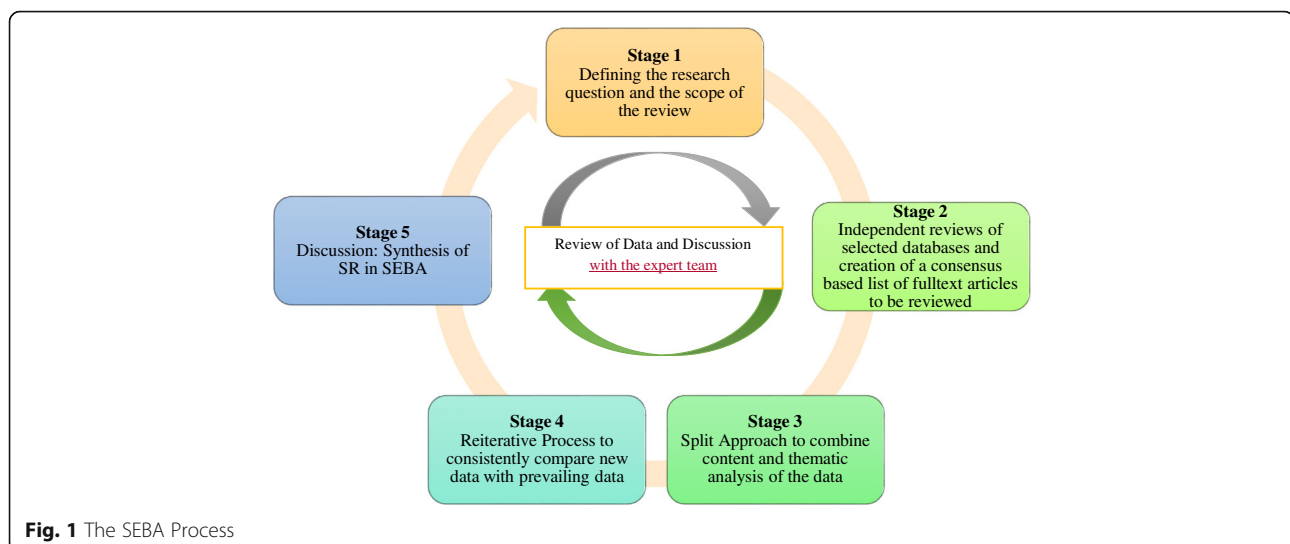 Stage 1
Defining the research
question and the scope of
the review
Stage 2
Independent reviews of
selected databases and
creation of a consensus
based list of fulltext articles
to be reviewed
Review of Data and Discussion
with the expert team
Stage 5
Discussion: Synthesis of
SR in SEBA
Stage 4
Reiterative Process to
consistently compare new
data with prevailing data
Stage 3
Split Approach to combine
content and thematic
analysis of the data
Fig. 1 The SEBA Process